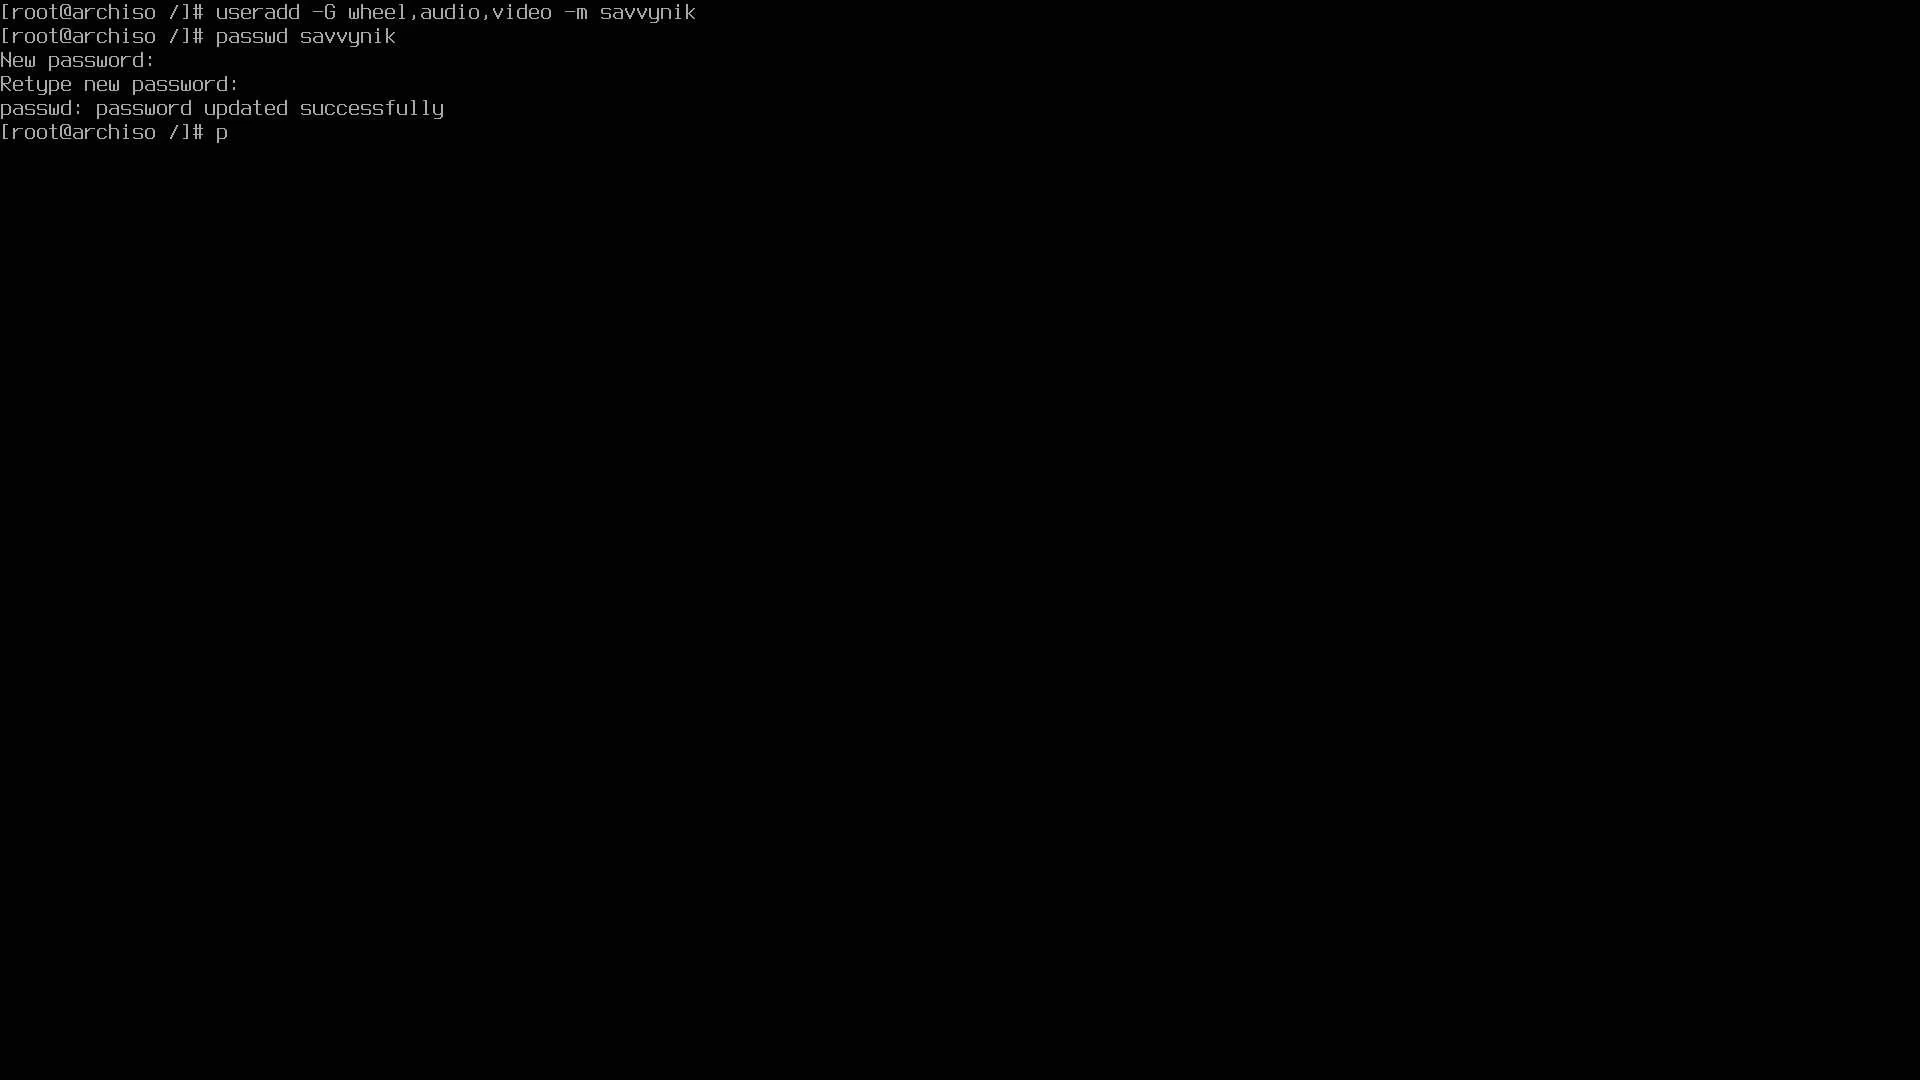 [root@archiso /]# useradd -G wheel,audio,video -m savvynik
[root@archiso /]# passwd savvynik
New password:
Retype new password:
passwd: password updated successfully
[root@archiso /]# p